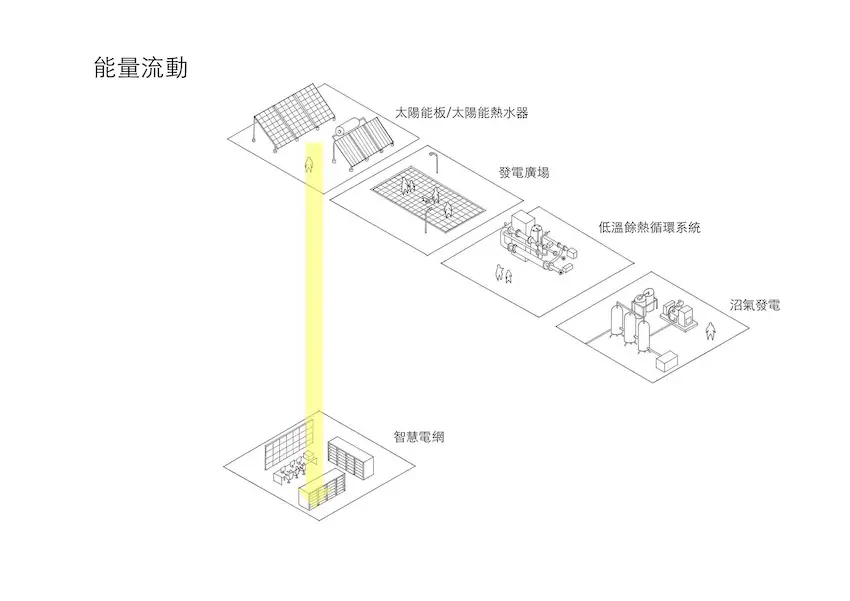 能量流動
太陽能板/太陽能熱水器
發電廣場
低溫餘熱循環系統
沼氣發電
智慧電網